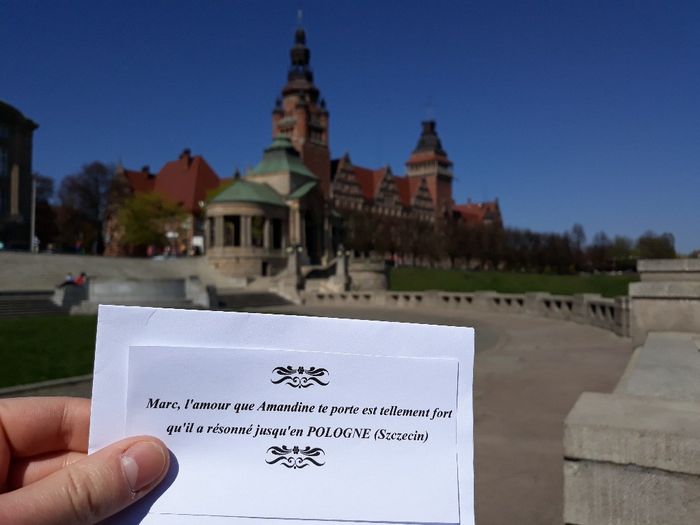 Marc, l'amour que Amandine te porte est tellement fort
qu'il a résonné jusqu'en POLOGNE (Szczecin)